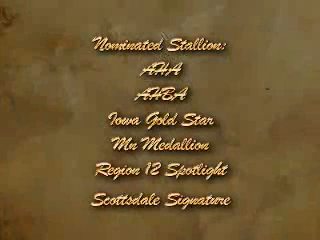 Nominated Stallion:
AHA
AHBA
Iowa Gold Star
Mn Medallion
Region 12 Spotlight
Scottsdale Signature